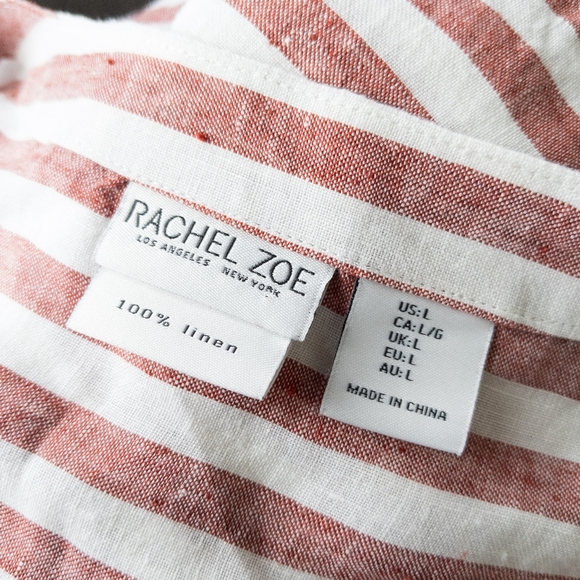 RACHEL ZOE
LOS ANGELES NEW YORK
100% linen
US: L
CA: L/G
UK: L
EU: L
AU: L
MADE IN CHINA